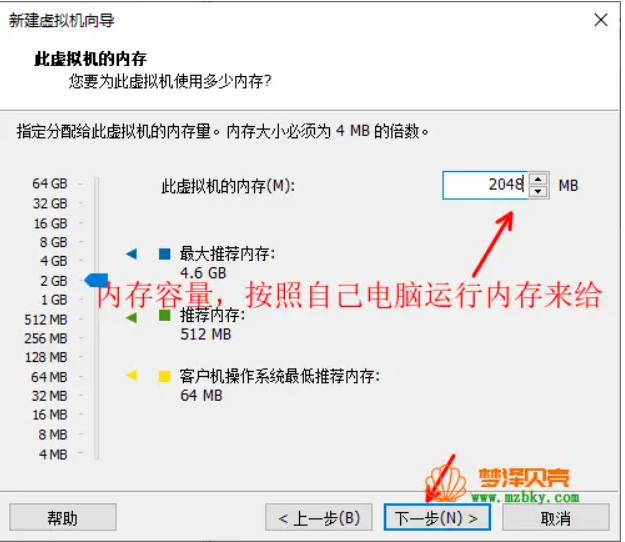 新建虚拟机向导
此虚拟机的内存
您要为此虚拟机使用多少内存?
指定分配给此虚拟机的内存量。内存大小必须为 4 MB 的倍数。
64 GB
32 GB
16 GB
8 GB
4 GB
2 GB
1 GB
512 MB
256 MB
128 MB
64 MB
32 MB
16 MB
8 MB
4 MB
此虚拟机的内存(M):
2048 MB
最大推荐内存:
4.6 GB
内存容量，按照自己电脑运行内存来给
推荐内存:
512 MB
客户机操作系统最低推荐内存:
64 MB
梦泽贝壳
www.mzbky.com
帮助
< 上一步(B)
下一步(N) >
取消